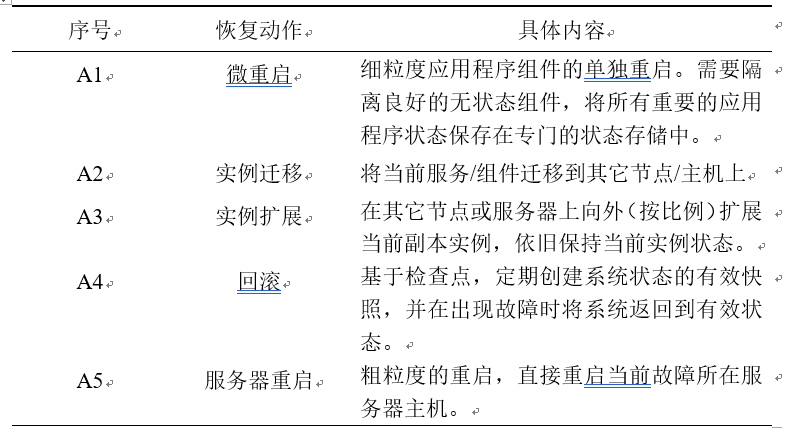 序号 恢复动作 具体内容
A1 微重启 细粒度应用程序组件的单独重启。需要隔
离良好的无状态组件，将所有重要的应用
程序状态保存在专门的状态存储中。
A2 实例迁移 将当前服务/组件迁移到其它节点/主机上
A3 实例扩展 在其它节点或服务器上向外（按比例）扩展
当前副本实例，依旧保持当前实例状态。
A4 回滚 基于检查点，定期创建系统状态的有效快
照，并在出现故障时将系统返回到有效状
态。
A5 服务器重启 粗粒度的重启，直接重启当前故障所在服
务器主机。